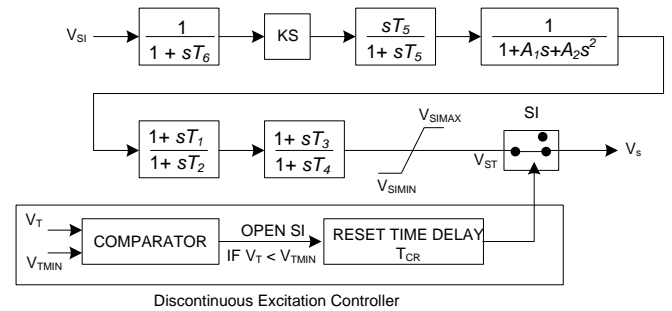 V_SI
1
1 + sT_6
KS
sT_5
1 + sT_5
1
1+A_1s+A_2s^2
1+ sT_1
1+ sT_2
1+ sT_3
1+ sT_4
V_SIMAX
V_SIMIN
SI
V_ST
V_s
V_T
V_TMIN
COMPARATOR
OPEN SI
IF V_T < V_TMIN
RESET TIME DELAY
T_CR
Discontinuous Excitation Controller